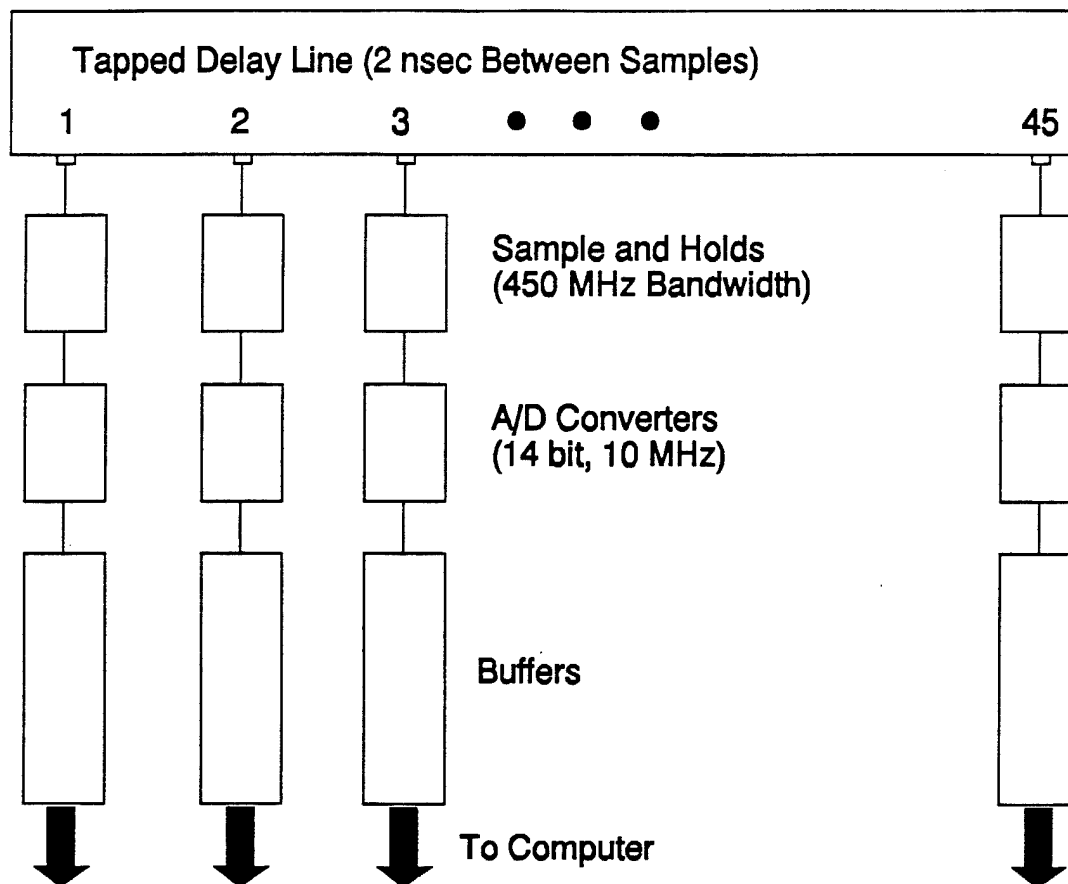 Tapped Delay Line (2 nsec Between Samples)
1 2 3 • • • 45
Sample and Holds
(450 MHz Bandwidth)
A/D Converters
(14 bit, 10 MHz)
Buffers
To Computer